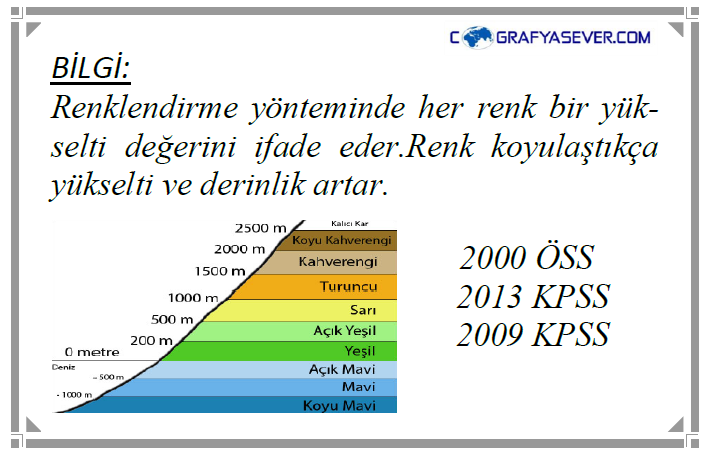 C GRAFYASEVER.COM
BİLGİ:
Renklendirme yönteminde her renk bir yük-
selti değerini ifade eder.Renk koyulaştıkça
yükselti ve derinlik artar.
2500 m Kalıcı Kar
2000 m Koyu Kahverengi
1500 m Kahverengi
1000 m Turuncu
500 m Sarı
200 m Açık Yeşil
0 metre Yeşil
Deniz Açık Mavi
- 500m Mavi
- 1000 m Koyu Mavi
2000 ÖSS
2013 KPSS
2009 KPSS